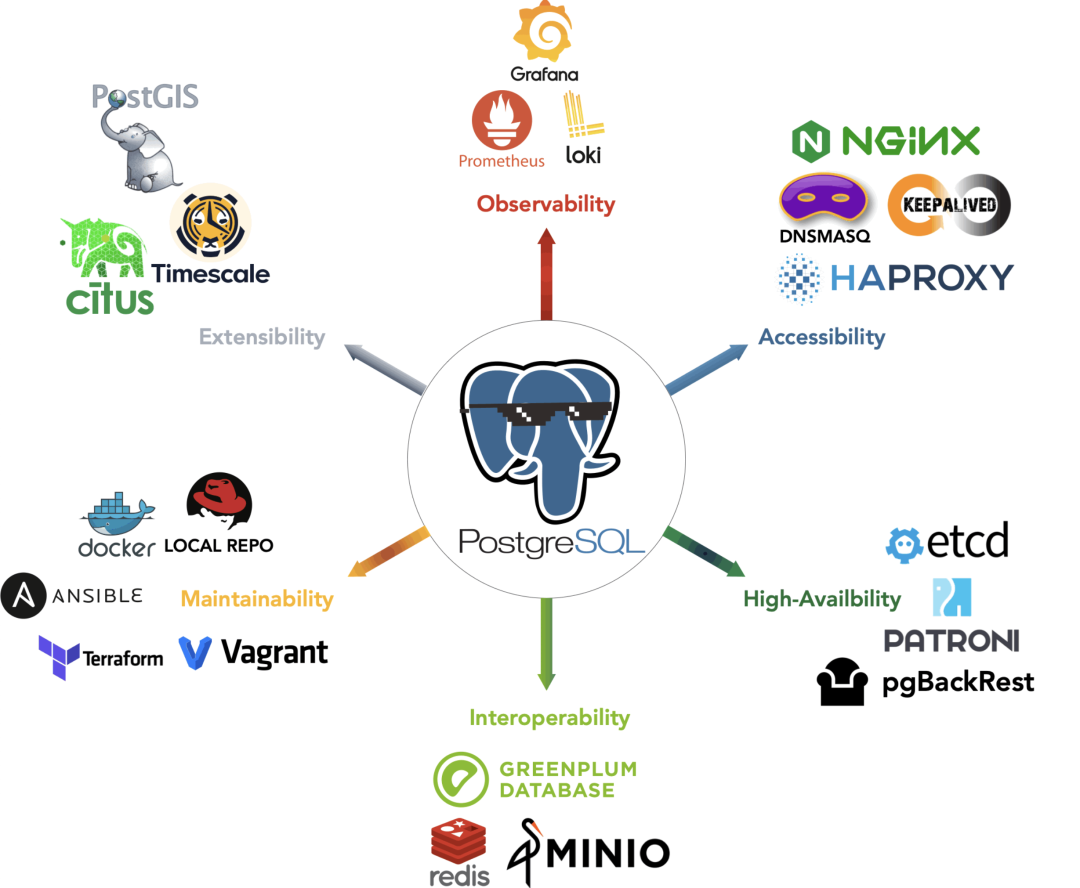 Grafana
Prometheus
loki
Observability
PostGIS
Timescale
citus
Extensibility
NGINX
DNSMASQ
KEEPALIVED
HAPROXY
Accessibility
PostgreSQL
docker
LOCAL REPO
ANSIBLE
Maintainability
Terraform
Vagrant
etcd
High-Availbility
PATRONI
pgBackRest
Interoperability
GREENPLUM
DATABASE
redis
MINIO